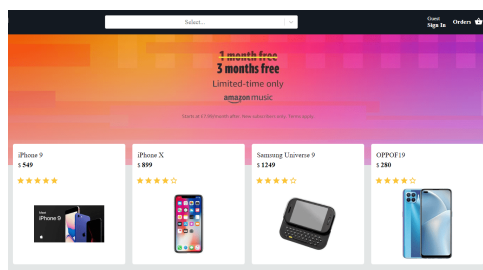 Select...
Guest
Sign In
Orders
1 month free
3 months free
Limited-time only
amazon music
iPhone 9
$ 549
iPhone X
$ 899
Samsung Universe 9
$ 1249
OPPOF19
$ 280
iPhone 9